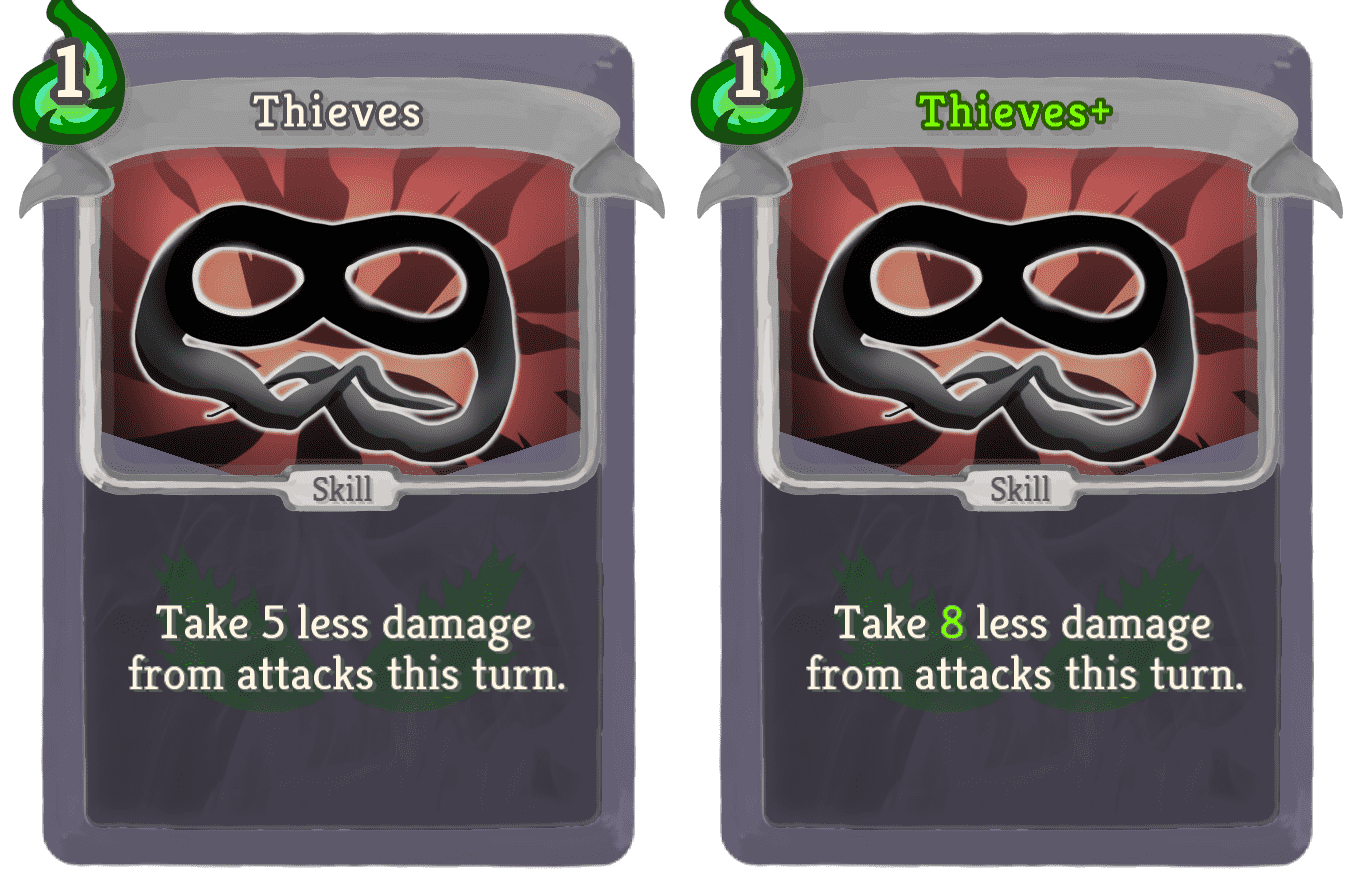 1
Thieves
Skill
Take 5 less damage
from attacks this turn.
1
Thieves+
Skill
Take 8 less damage
from attacks this turn.